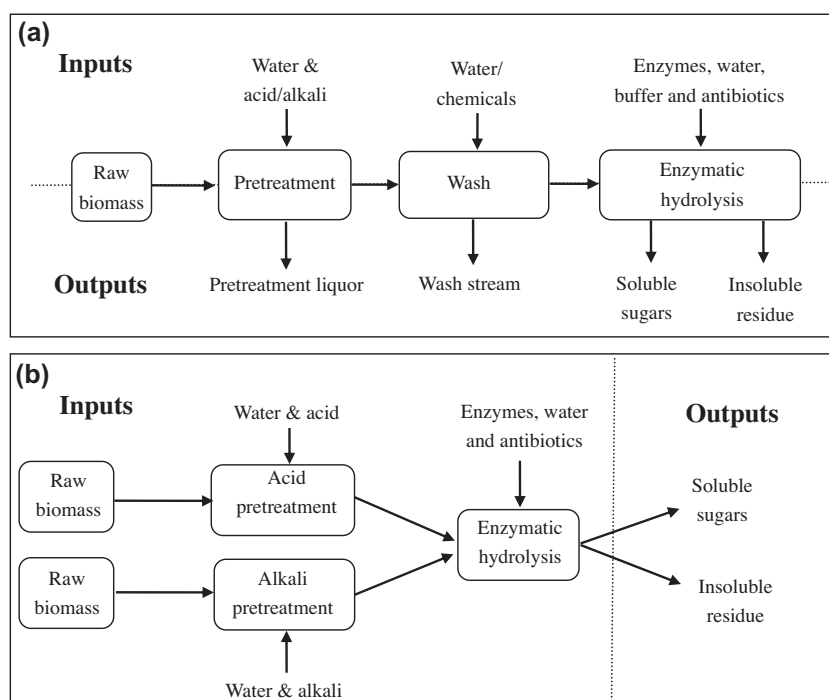 (a)
Inputs
Water &
acid/alkali
Water/
chemicals
Enzymes, water,
buffer and antibiotics
Raw
biomass
Pretreatment
Wash
Enzymatic
hydrolysis
Outputs
Pretreatment liquor
Wash stream
Soluble
sugars
Insoluble
residue
(b)
Inputs
Water & acid
Enzymes, water
and antibiotics
Outputs
Raw
biomass
Acid
pretreatment
Soluble
sugars
Enzymatic
hydrolysis
Raw
biomass
Alkali
pretreatment
Insoluble
residue
Water & alkali